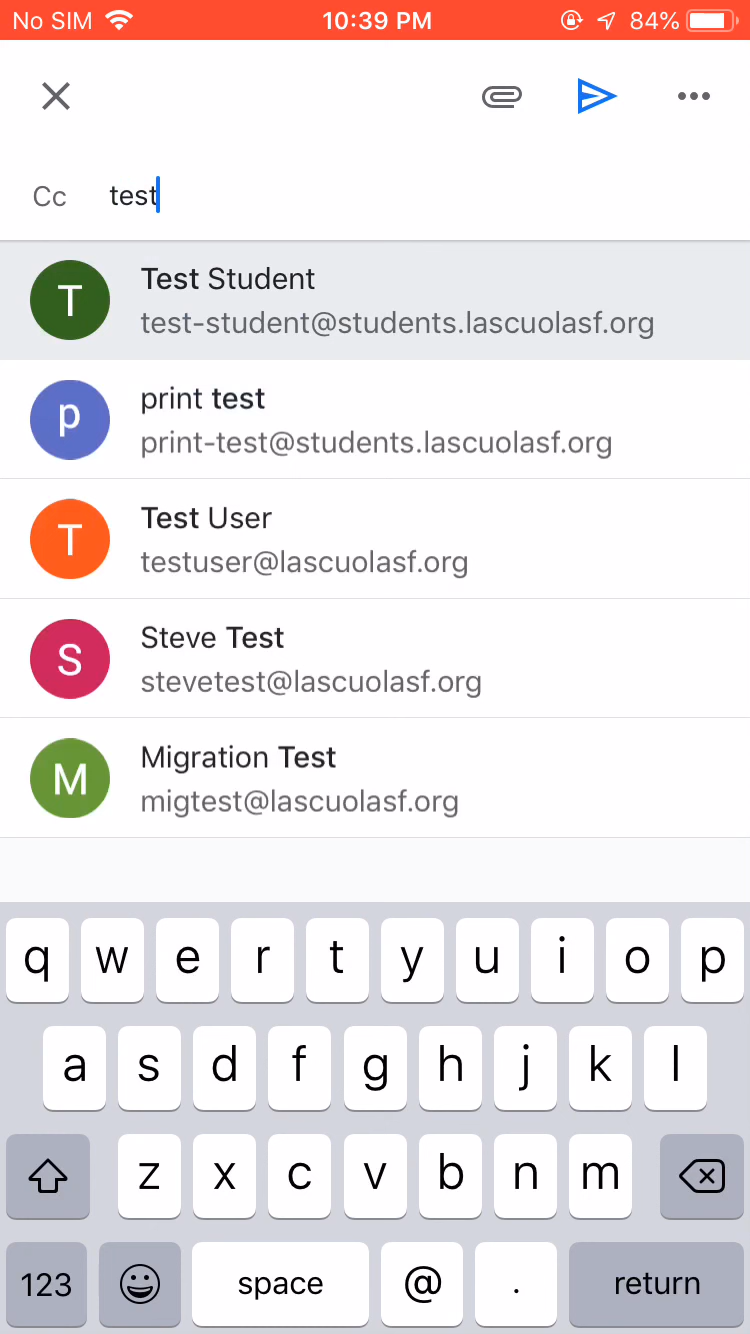 No SIM 10:39 PM 84%
Cc test
T Test Student
test-student@students.lascuolasf.org
p print test
print-test@students.lascuolasf.org
T Test User
testuser@lascuolasf.org
S Steve Test
stevetest@lascuolasf.org
M Migration Test
migtest@lascuolasf.org
q w e r t y u i o p
a s d f g h j k l
z x c v b n m
123 space @ . return